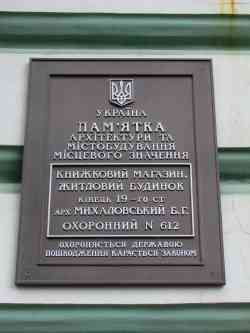 УКРАЇНА
ПАМ'ЯТКА
АРХІТЕКТУРИ ТА
МІСТОБУДУВАННЯ
МІСЦЕВОГО ЗНАЧЕННЯ
КНИЖКОВИЙ МАГАЗИН,
ЖИТЛОВИЙ БУДИНОК
КІНЕЦЬ 19-ГО СТ
АРХ. МИХАЛОВСЬКИЙ Б.Г.
ОХОРОННИЙ N 612
ОХОРОНЯЄТЬСЯ ДЕРЖАВОЮ
ПОШКОДЖЕННЯ КАРАЄТЬСЯ ЗАКОНОМ